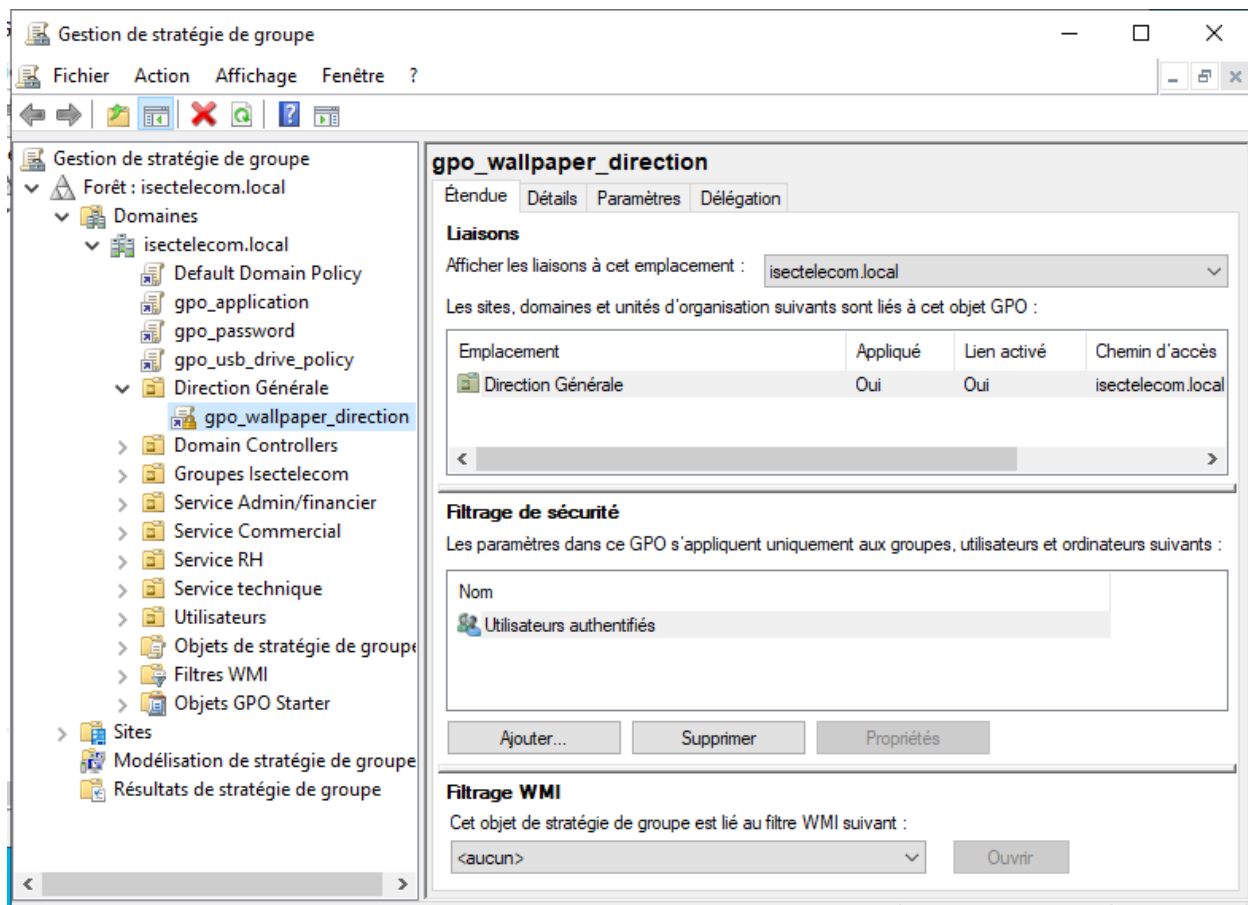 Gestion de stratégie de groupe
Fichier Action Affichage Fenêtre ?
Gestion de stratégie de groupe
Forêt : isectelecom.local
Domaines
isectelecom.local
Default Domain Policy
gpo_application
gpo_password
gpo_usb_drive_policy
Direction Générale
gpo_wallpaper_direction
Domain Controllers
Groupes Isectelecom
Service Admin/financier
Service Commercial
Service RH
Service technique
Utilisateurs
Objets de stratégie de groupe
Filtres WMI
Objets GPO Starter
Sites
Modélisation de stratégie de groupe
Résultats de stratégie de groupe
gpo_wallpaper_direction
Étendue Détails Paramètres Délégation
Liaisons
Afficher les liaisons à cet emplacement : isectelecom.local
Les sites, domaines et unités d'organisation suivants sont liés à cet objet GPO :
Emplacement Appliqué Lien activé Chemin d'accès
Direction Générale Oui Oui isectelecom.local
Filtrage de sécurité
Les paramètres dans ce GPO s'appliquent uniquement aux groupes, utilisateurs et ordinateurs suivants :
Nom
Utilisateurs authentifiés
Ajouter... Supprimer Propriétés
Filtrage WMI
Cet objet de stratégie de groupe est lié au filtre WMI suivant :
<aucun> Ouvrir